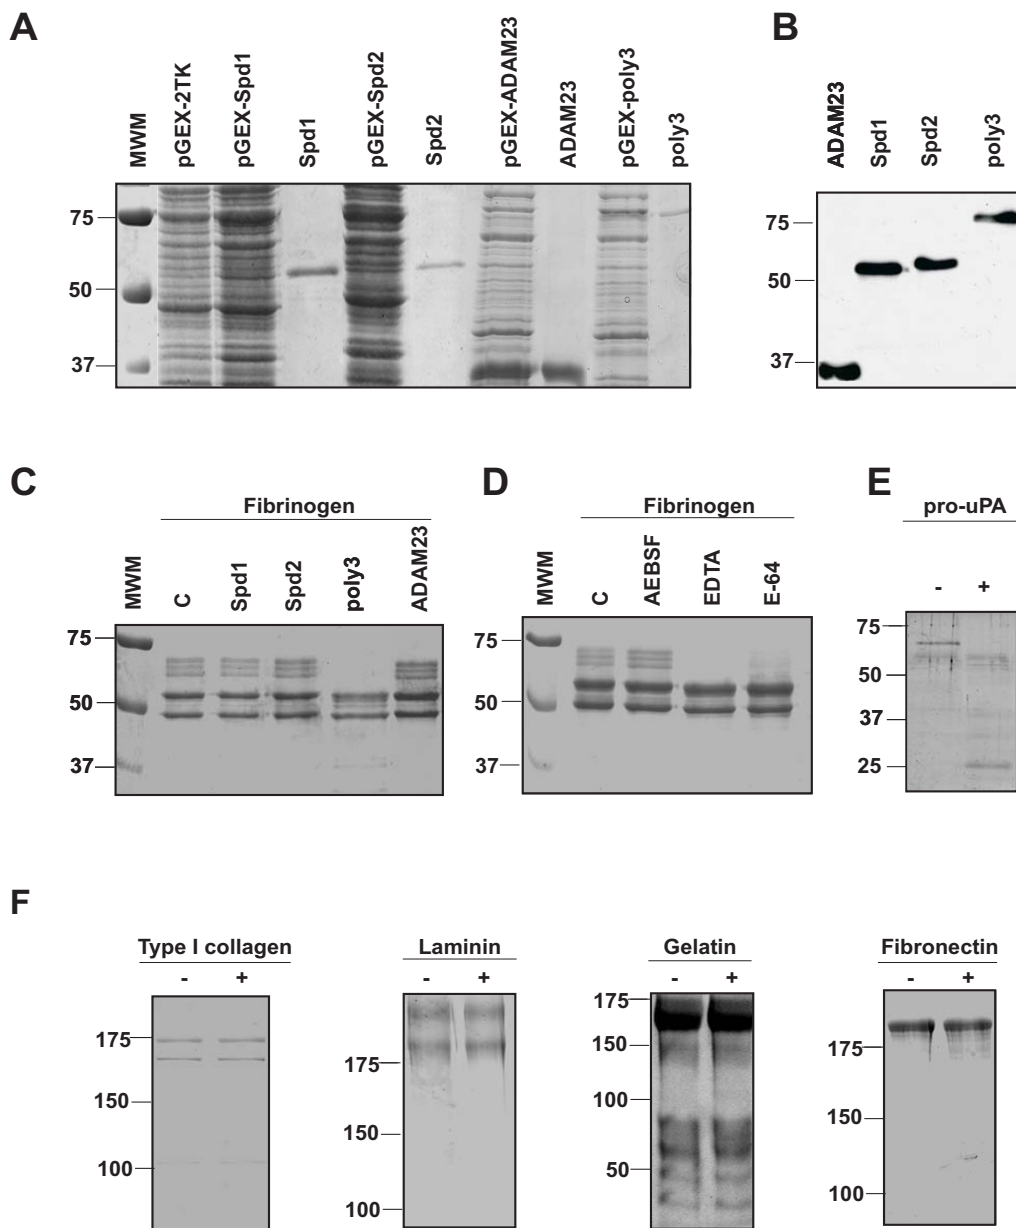 A
MWM
pGEX-2TK
pGEX-Spd1
Spd1
pGEX-Spd2
Spd2
pGEX-ADAM23
ADAM23
pGEX-poly3
poly3
75
50
37
B
ADAM23
Spd1
Spd2
poly3
75
50
37
C
Fibrinogen
MWM
C
Spd1
Spd2
poly3
ADAM23
75
50
37
D
Fibrinogen
MWM
C
AEBSF
EDTA
E-64
75
50
37
E
pro-uPA
- +
75
50
37
25
F
Type I collagen
- +
175
150
100
Laminin
- +
175
150
100
Gelatin
- +
175
150
100
50
Fibronectin
- +
175
150
100